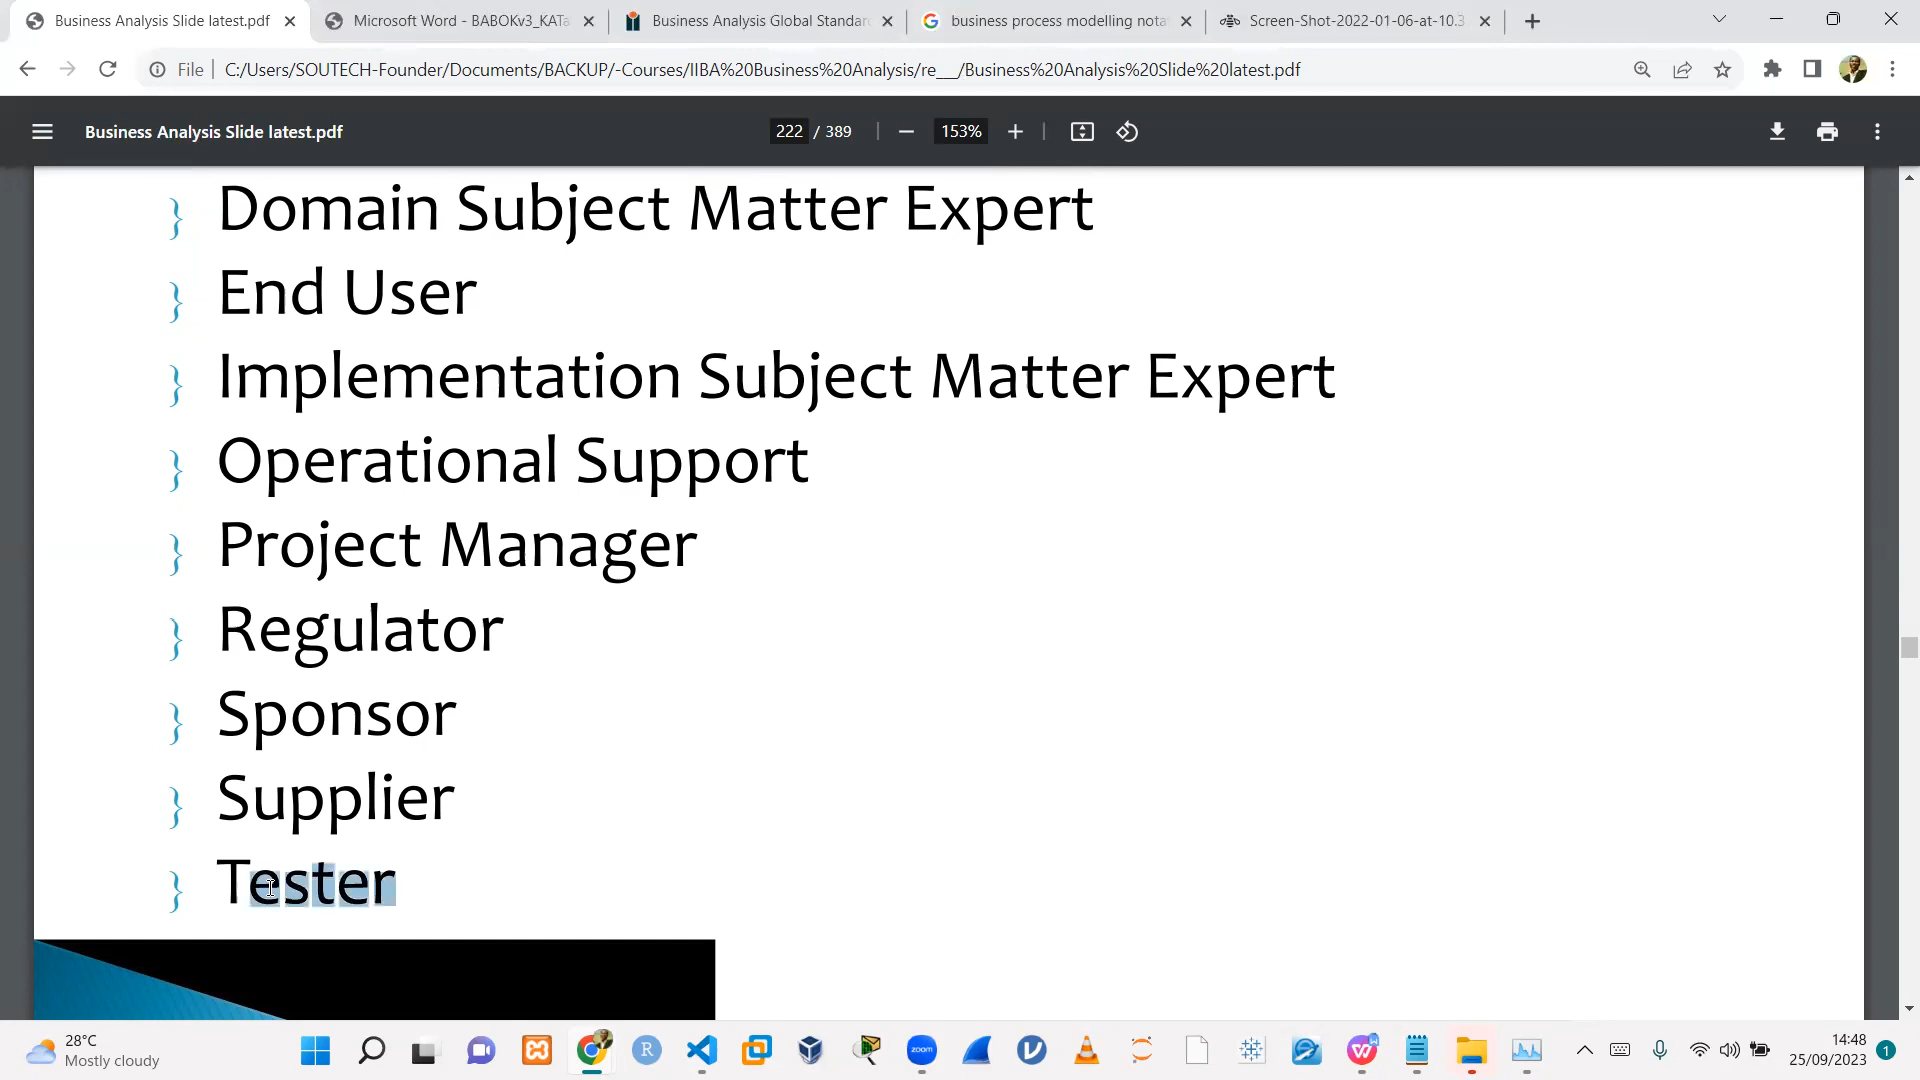 Business Analysis Slide latest.pdf
Microsoft Word - BABOKv3_KATa
Business Analysis Global Standar
business process modelling nota
Screen-Shot-2022-01-06-at-10.3
File
C:/Users/SOUTECH-Founder/Documents/BACKUP/-Courses/IIBA%20Business%20Analysis/re__/Business%20Analysis%20Slide%20latest.pdf
Business Analysis Slide latest.pdf
222 / 389
153%
} Domain Subject Matter Expert
} End User
} Implementation Subject Matter Expert
} Operational Support
} Project Manager
} Regulator
} Sponsor
} Supplier
} Tester
28°C
Mostly cloudy
R
zoom
14:48
25/09/2023
1